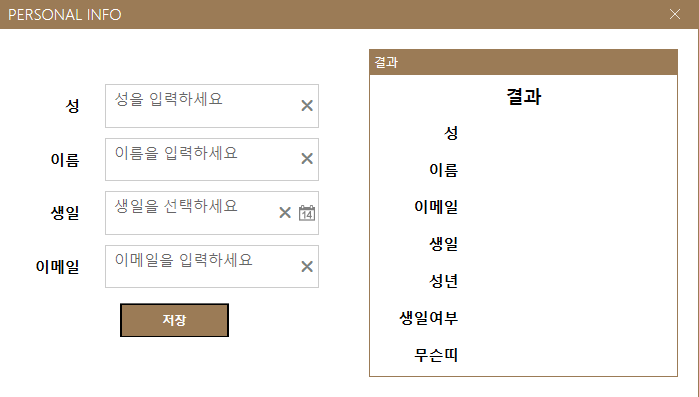 PERSONAL INFO
성 성을 입력하세요
이름 이름을 입력하세요
생일 생일을 선택하세요 14
이메일 이메일을 입력하세요
저장
결과
결과
성
이름
이메일
생일
성년
생일여부
무슨띠